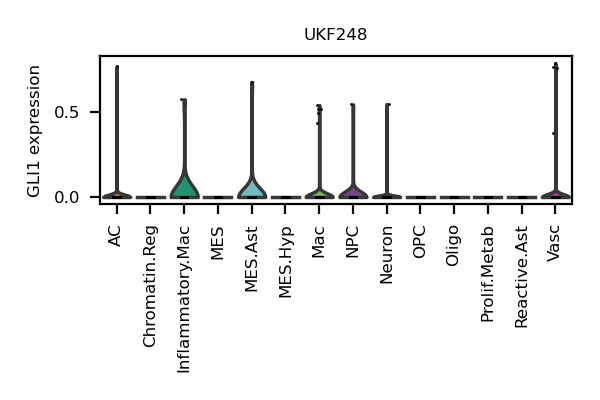 UKF248
GLI1 expression
0.5
0.0
AC
Chromatin.Reg
Inflammatory.Mac
MES
MES.Ast
MES.Hyp
Mac
NPC
Neuron
OPC
Oligo
Prolif.Metab
Reactive.Ast
Vasc